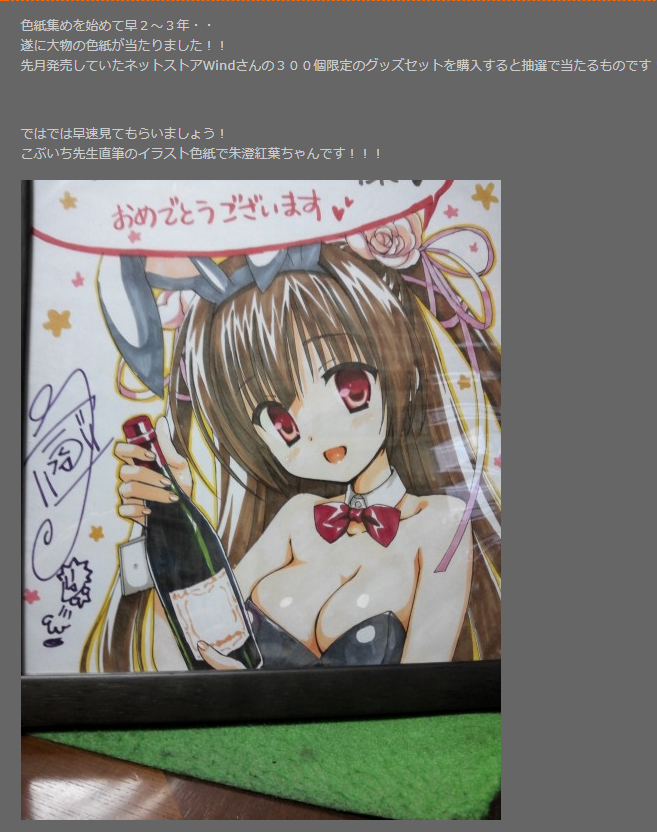 色紙集めを始めて早２～３年・・
遂に大物の色紙が当たりました！！
先月発売していたネットストアWindさんの３００個限定のグッズセットを購入すると抽選で当たるものです
ではでは早速見てもらいましょう！
こぶいち先生直筆のイラスト色紙で朱澄紅葉ちゃんです！！！
おめでとうございます